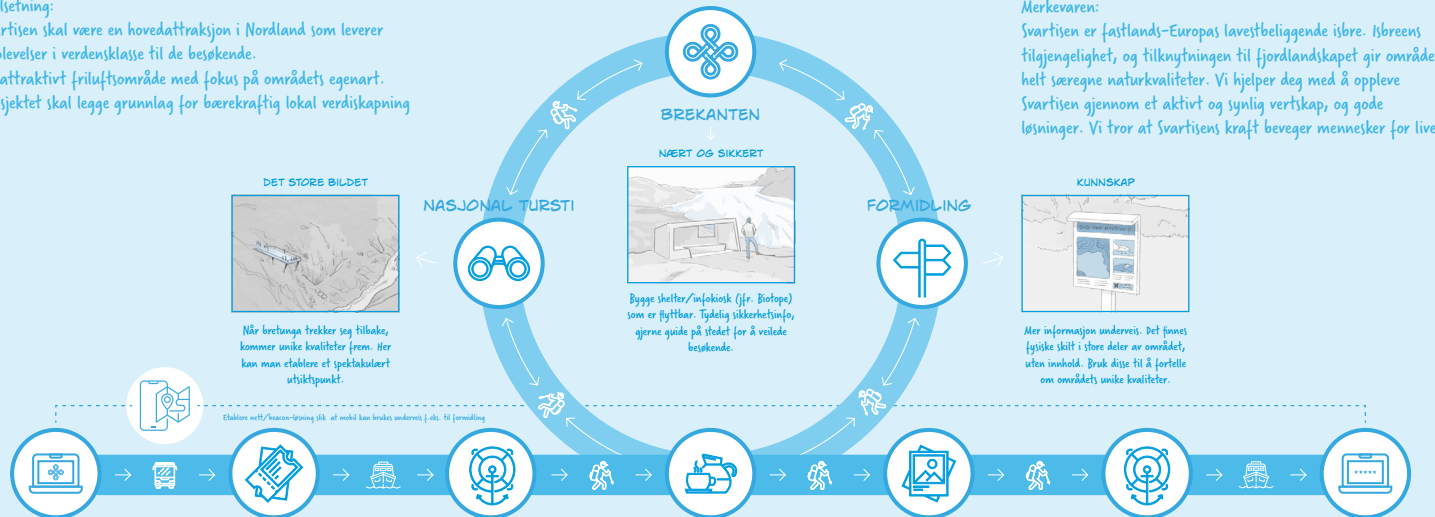 lsetning:
rtisen skal være en hovedattraksjon i Nordland som leverer
levelser i verdensklasse til de besøkende.
attraktivt friluftsområde med fokus på områdets egenart.
sjektet skal legge grunnlag for bærekraftig lokal verdiskapning
Merkevaren:
Svartisen er fastlands-Europas lavestbeliggende isbre. Isbreens
tilgjengelighet, og tilknytningen til fjordlandskapet gir område
helt særegne naturkvaliteter. Vi hjelper deg med å oppleve
Svartisen gjennom et aktivt og synlig vertskap, og gode
løsninger. Vi tror at Svartisens kraft beveger mennesker for live
BREKANTEN
NÆRT OG SIKKERT
Bygge shelter/infokiosk (jfr. Biotope)
som er flyttbar. Tydelig sikkerhetsinfo,
gjerne guide på stedet for å veilede
besøkende.
NASJONAL TURSTI
DET STORE BILDET
Når bretunga trekker seg tilbake,
kommer unike kvaliteter frem. Her
kan man etablere et spektakulært
utsiktspunkt.
FORMIDLING
KUNNSKAP
Mer informasjon underveis. Det finnes
fysiske skilt i store deler av området,
uten innhold. Bruk disse til å fortelle
om områdets unike kvaliteter.
Etablere nett/beacon-løsning slik at mobil kan brukes underveis f.eks. til formidling